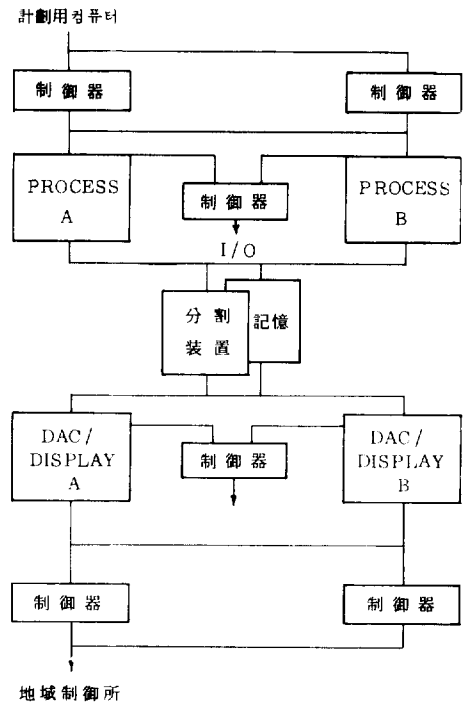 計劃用컴퓨터
制御器
制御器
PROCESS
A
制御器
PROCESS
B
I/O
分割
装置
記憶
DAC/
DISPLAY
A
制御器
DAC/
DISPLAY
B
制御器
制御器
地域制御所